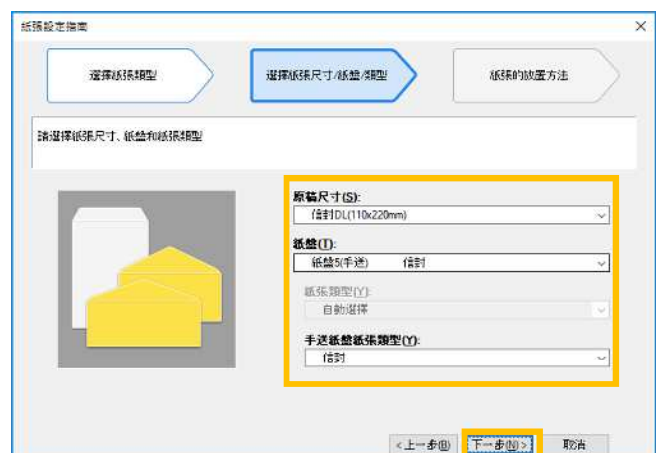 紙張設定指南
選擇紙張類型
選擇紙張尺寸/紙盤/類型
紙張的放置方法
請選擇紙張尺寸、紙盤和紙張類型
原稿尺寸(S):
信封DL(110x220mm)
紙盤(T):
紙盤5(手送) 信封
紙張類型(Y):
自動選擇
手送紙盤紙張類型(Y):
信封
<上一步(B)
下一步(N)>
取消